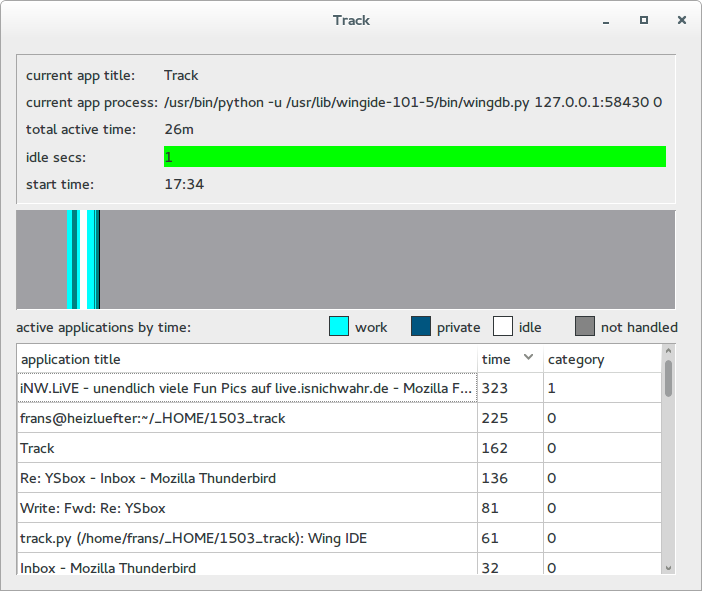 Track
current app title: Track
current app process: /usr/bin/python -u /usr/lib/wingide-101-5/bin/wingdb.py 127.0.0.1:58430 0
total active time: 26m
idle secs: 1
start time: 17:34
active applications by time: work private idle not handled
application title time category
iNW.LiVE - unendlich viele Fun Pics auf live.isnichwahr.de - Mozilla F... 323 1
frans@heizluefter:~/_HOME/1503_track 225 0
Track 162 0
Re: YSbox - Inbox - Mozilla Thunderbird 136 0
Write: Fwd: Re: YSbox 81 0
track.py (/home/frans/_HOME/1503_track): Wing IDE 61 0
Inbox - Mozilla Thunderbird 32 0